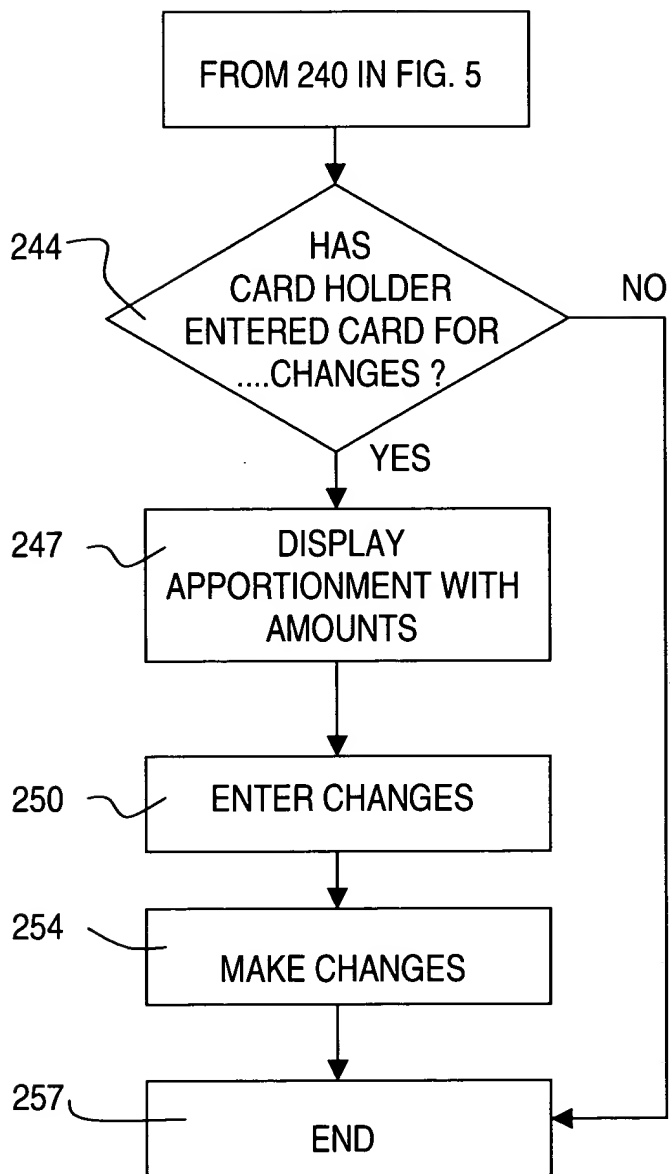 FROM 240 IN FIG. 5
244
HAS
CARD HOLDER
ENTERED CARD FOR
....CHANGES ?
NO
YES
247
DISPLAY
APPORTIONMENT WITH
AMOUNTS
250
ENTER CHANGES
254
MAKE CHANGES
257
END